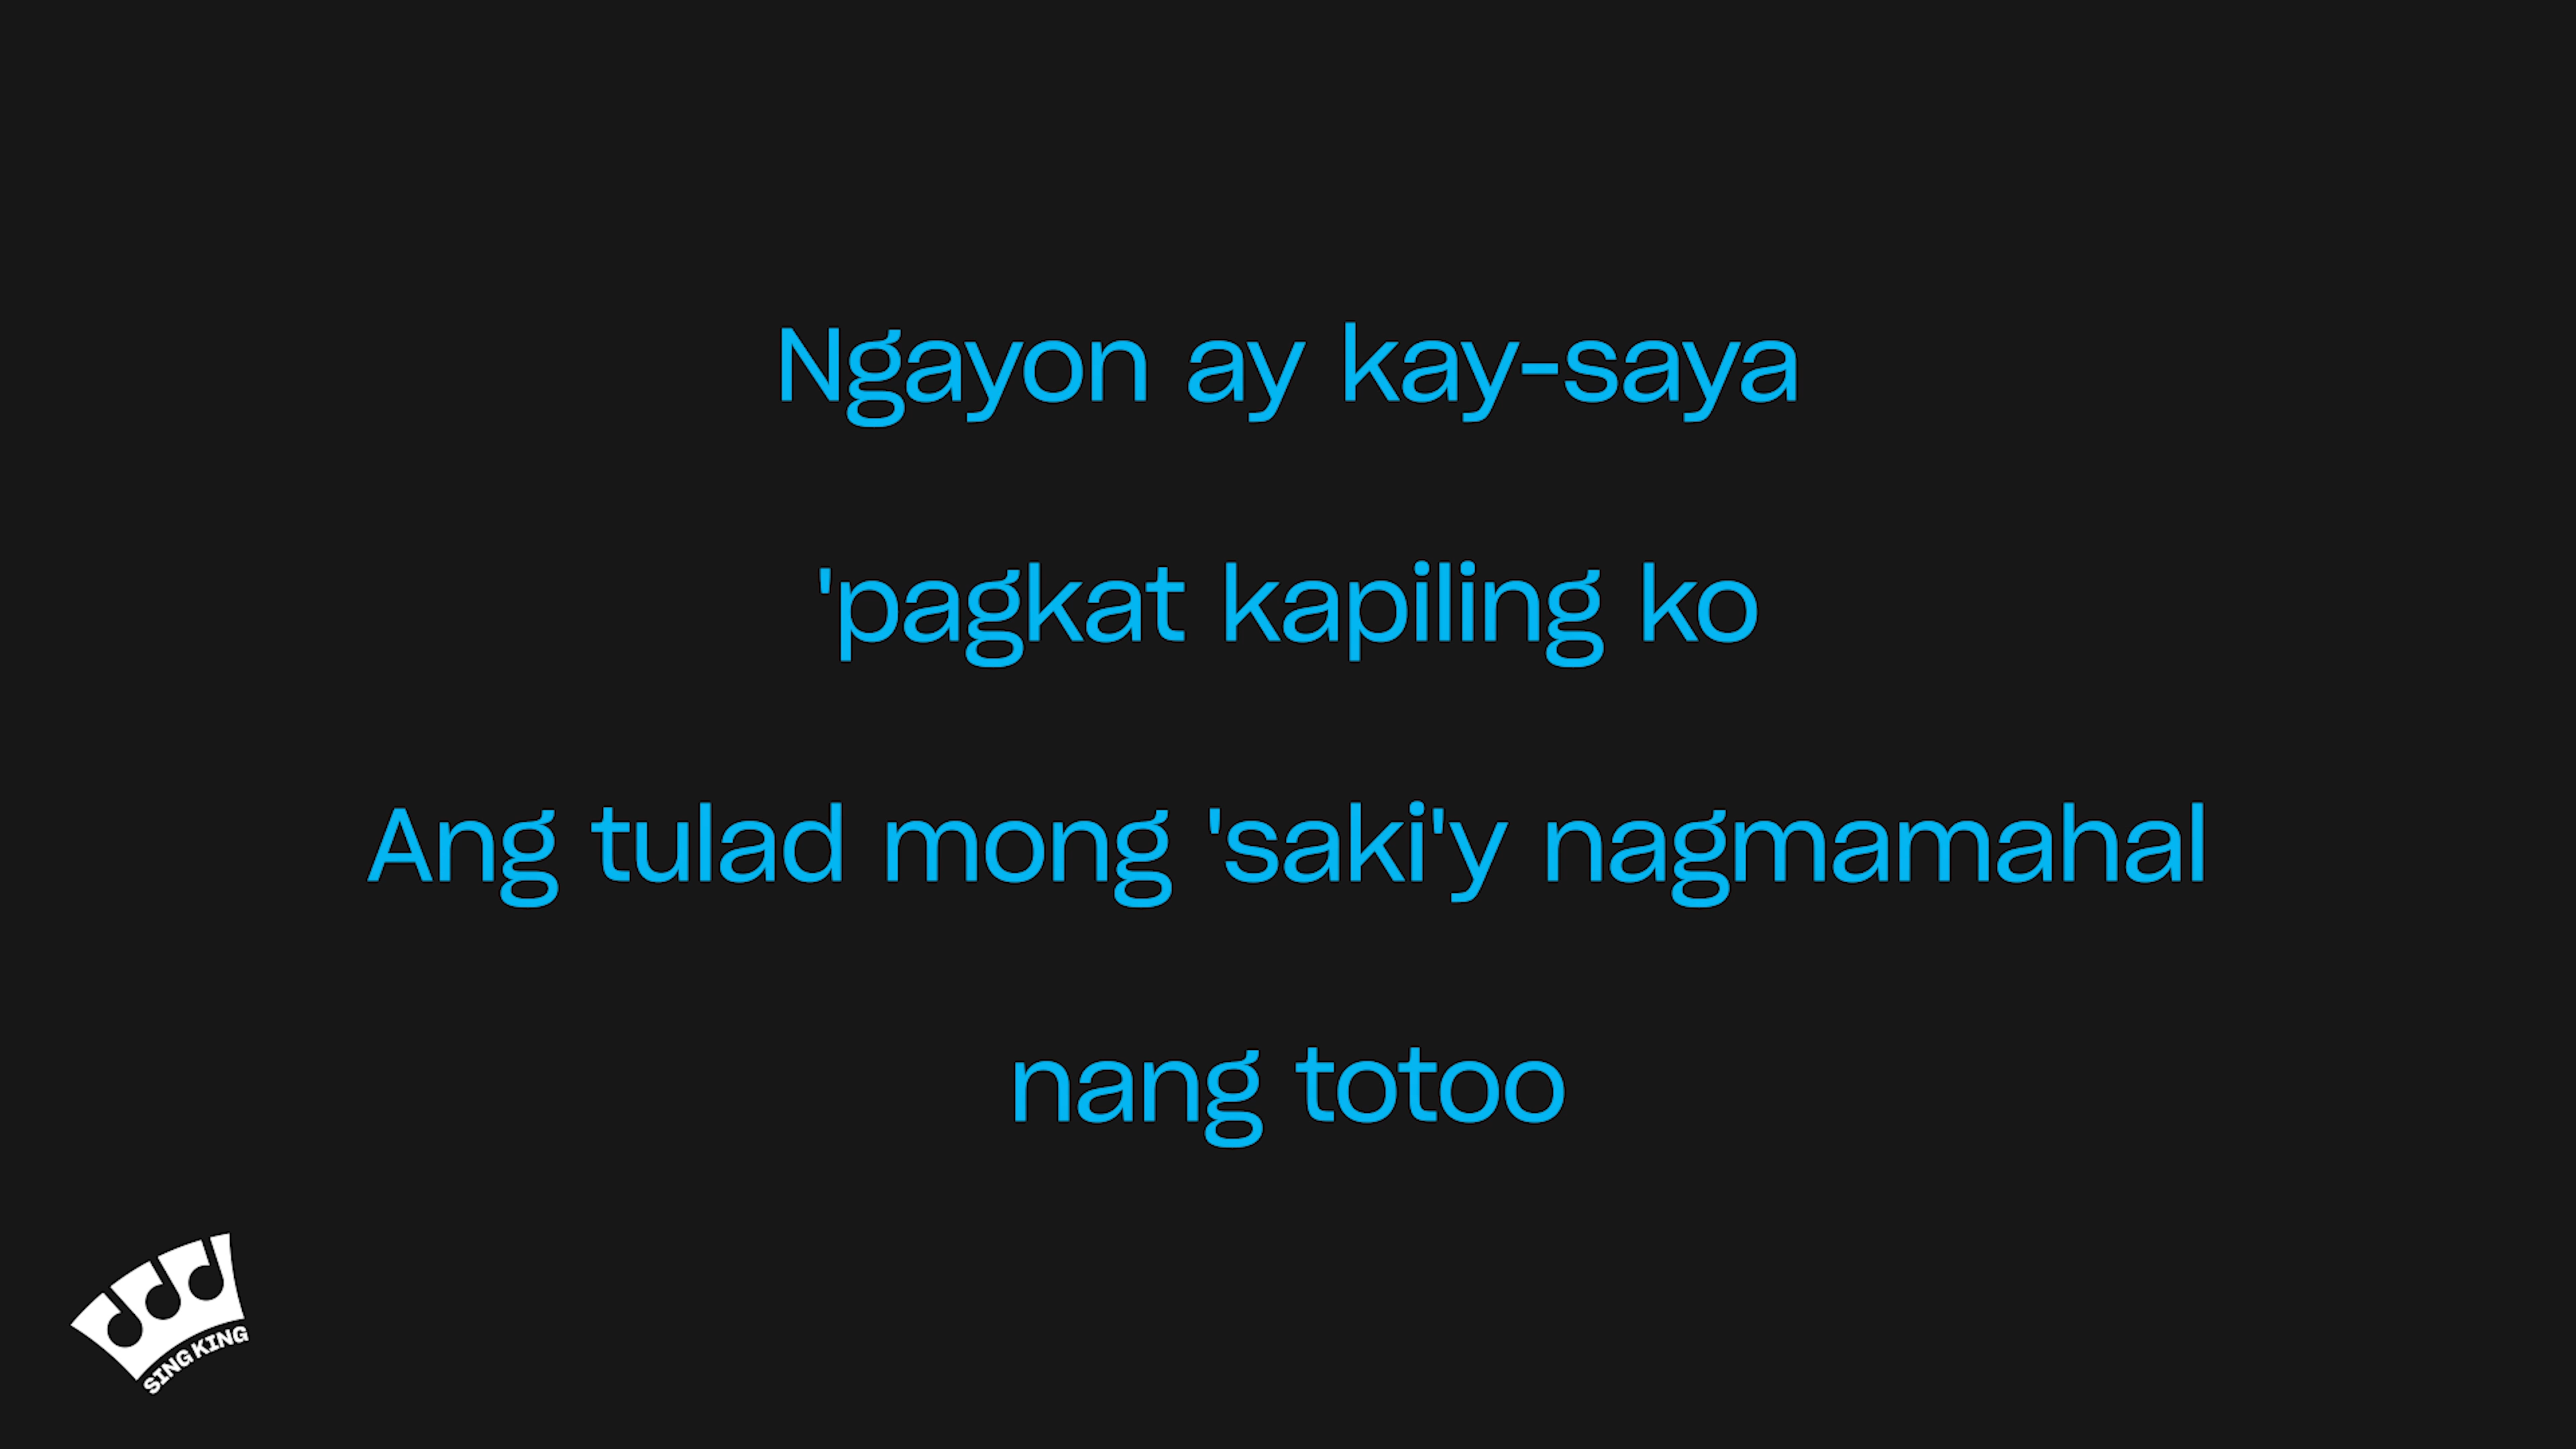 Ngayon ay kay-saya
'pagkat kapiling ko
Ang tulad mong 'saki'y nagmamahal
nang totoo
SING KING